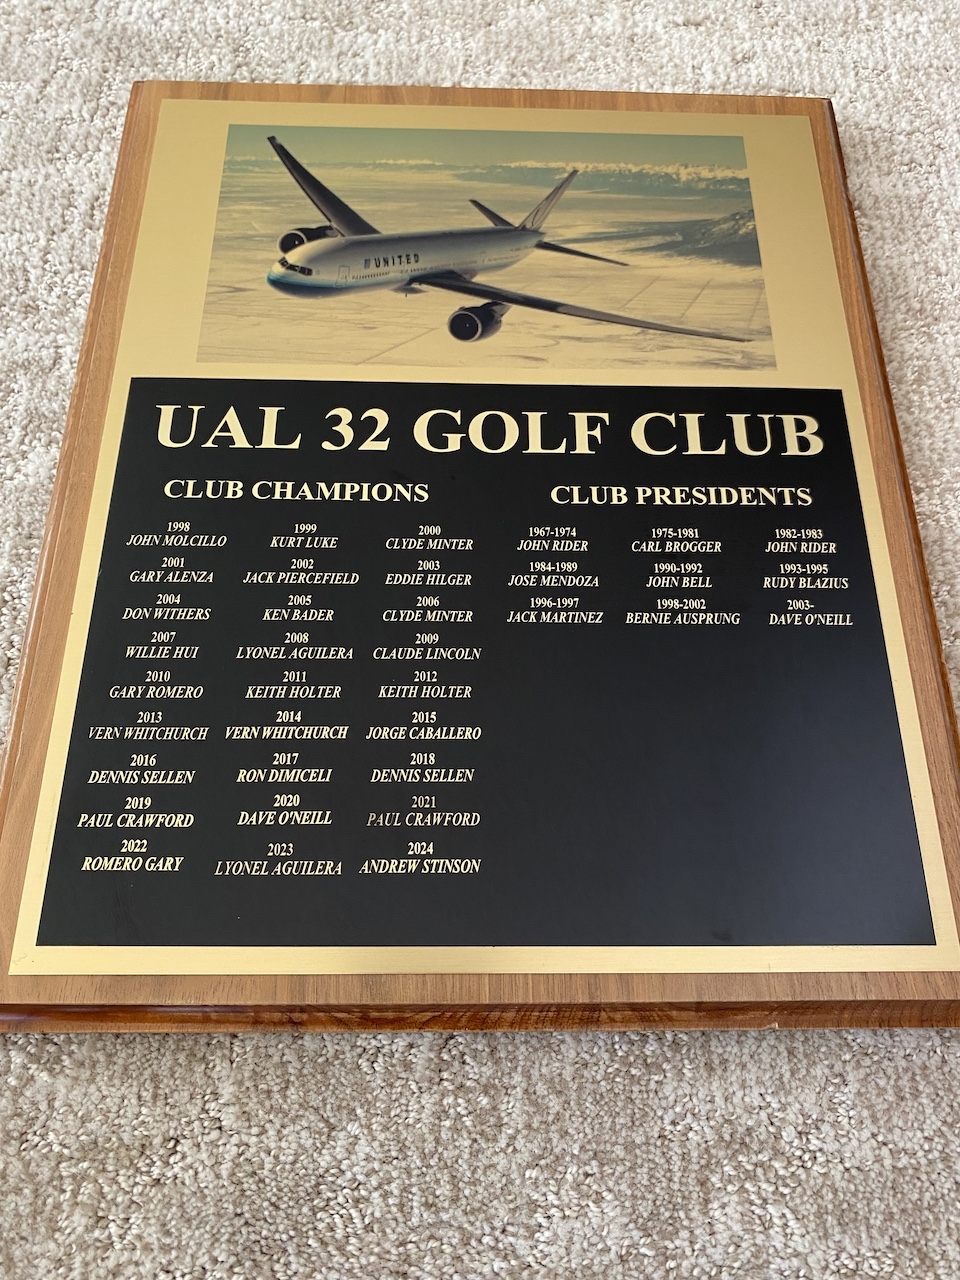 UNITED
UAL 32 GOLF CLUB
CLUB CHAMPIONS
1998 1999 2000
JOHN MOLCILLO KURT LUKE CLYDE MINTER
2001 2002 2003
GARY ALENZA JACK PIERCEFIELD EDDIE HILGER
2004 2005 2006
DON WITHERS KEN BADER CLYDE MINTER
2007 2008 2009
WILLIE HUI LYONEL AGUILERA CLAUDE LINCOLN
2010 2011 2012
GARY ROMERO KEITH HOLTER KEITH HOLTER
2013 2014 2015
VERN WHITCHURCH VERN WHITCHURCH JORGE CABALLERO
2016 2017 2018
DENNIS SELLEN RON DIMICELI DENNIS SELLEN
2019 2020 2021
PAUL CRAWFORD DAVE O'NEILL PAUL CRAWFORD
2022 2023 2024
ROMERO GARY LYONEL AGUILERA ANDREW STINSON
CLUB PRESIDENTS
1967-1974 1975-1981 1982-1983
JOHN RIDER CARL BROGGER JOHN RIDER
1984-1989 1990-1992 1993-1995
JOSE MENDOZA JOHN BELL RUDY BLAZIUS
1996-1997 1998-2002 2003-
JACK MARTINEZ BERNIE AUSPRUNG DAVE O'NEILL